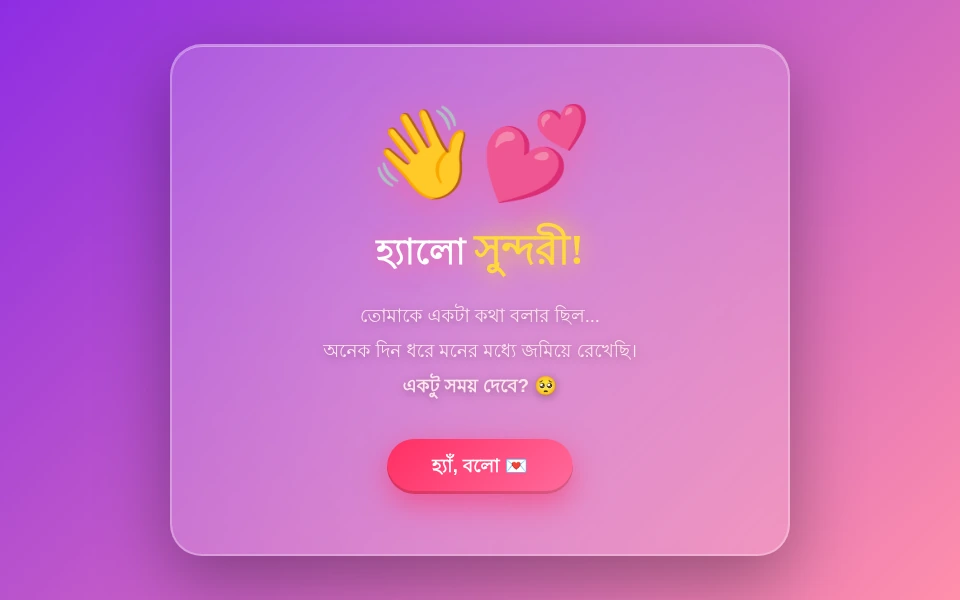 হ্যালো সুন্দরী!
তোমাকে একটা কথা বলার ছিল...
অনেক দিন ধরে মনের মধ্যে জমিয়ে রেখেছি।
একটু সময় দেবে? 🥺
হ্যাঁ, বলো 💌